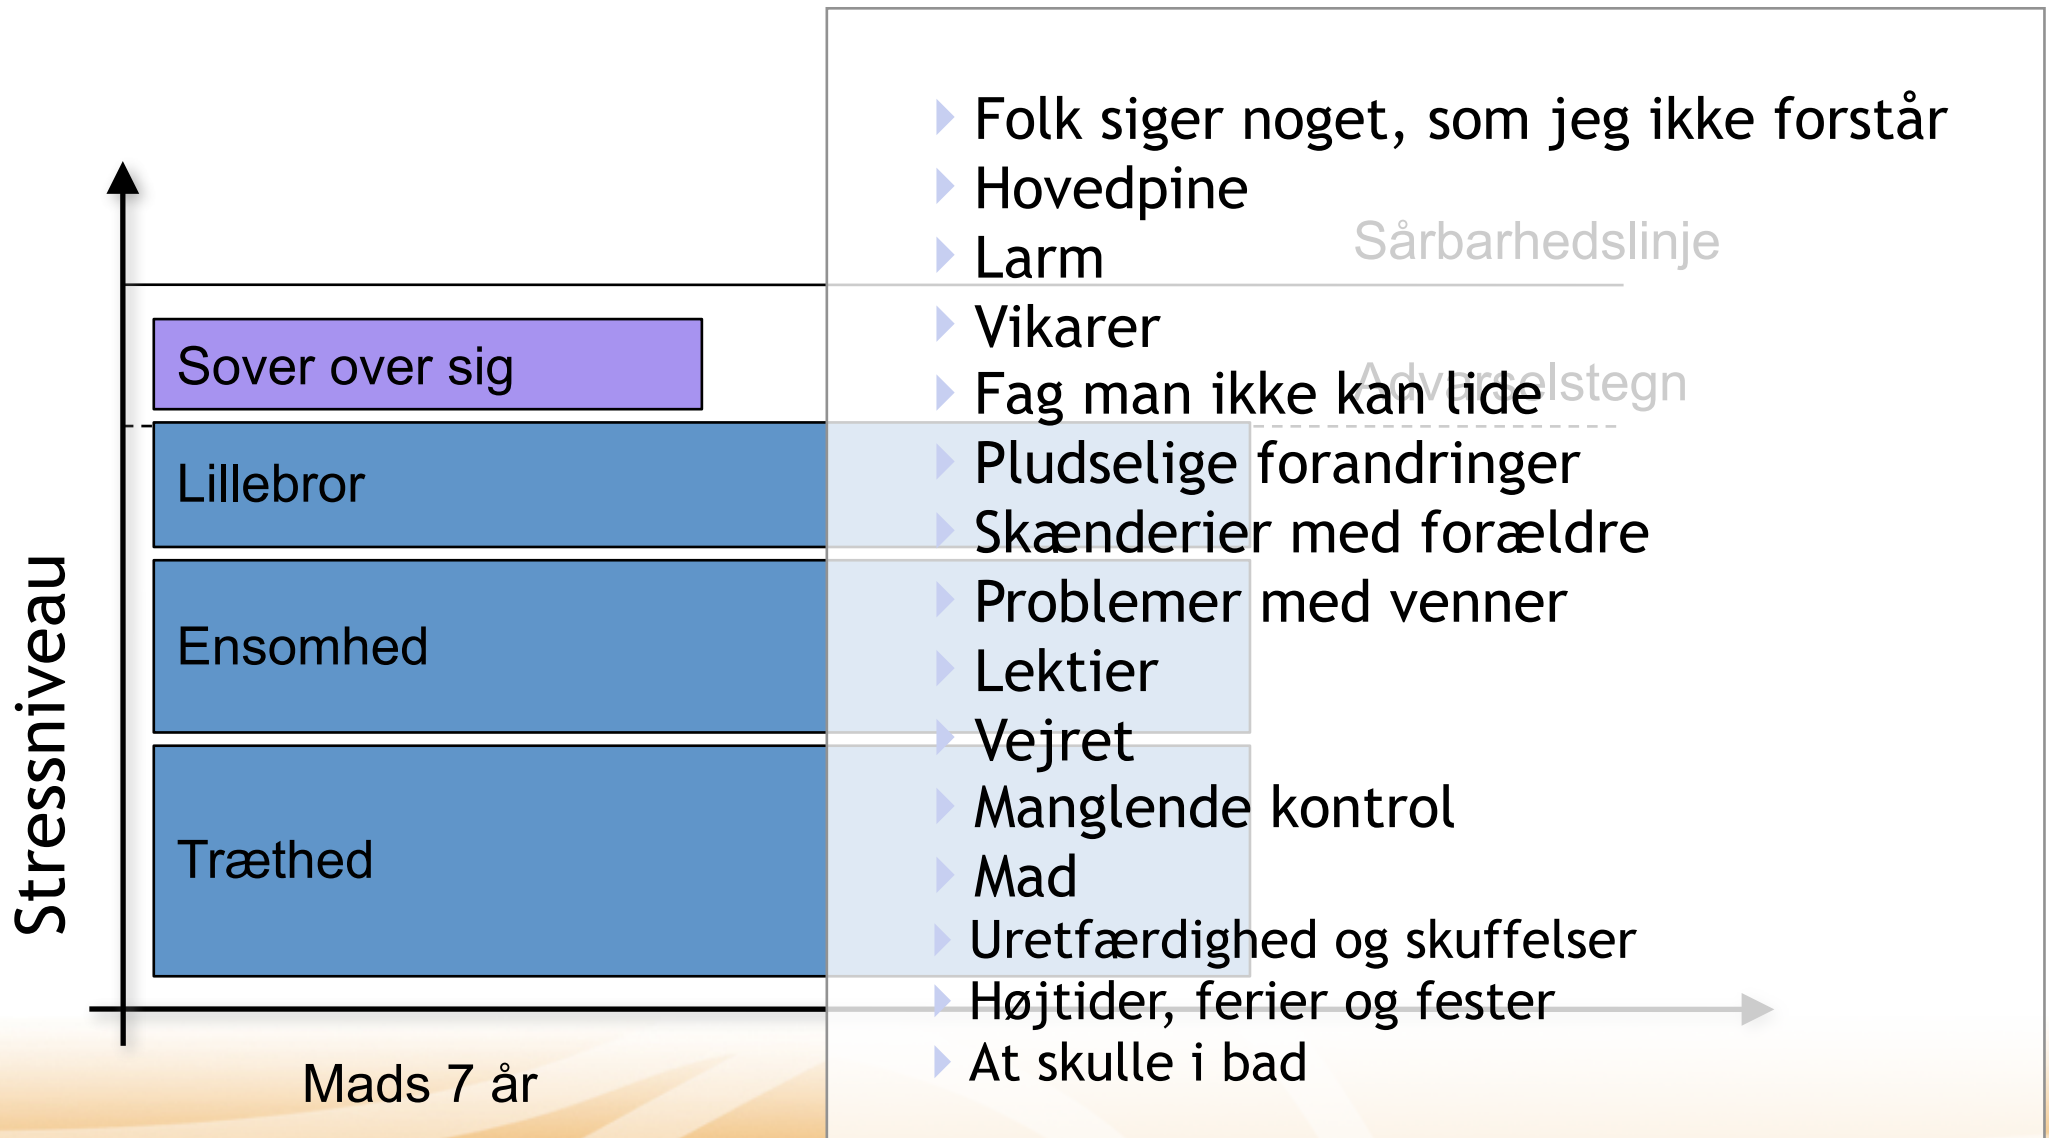 Stressniveau
Sover over sig
Lillebror
Ensomhed
Træthed
Mads 7 år
Sårbarhedslinje
Advarselstegn
Folk siger noget, som jeg ikke forstår
Hovedpine
Larm
Vikarer
Fag man ikke kan lide
Pludselige forandringer
Skænderier med forældre
Problemer med venner
Lektier
Vejret
Manglende kontrol
Mad
Uretfærdighed og skuffelser
Højtider, ferier og fester
At skulle i bad